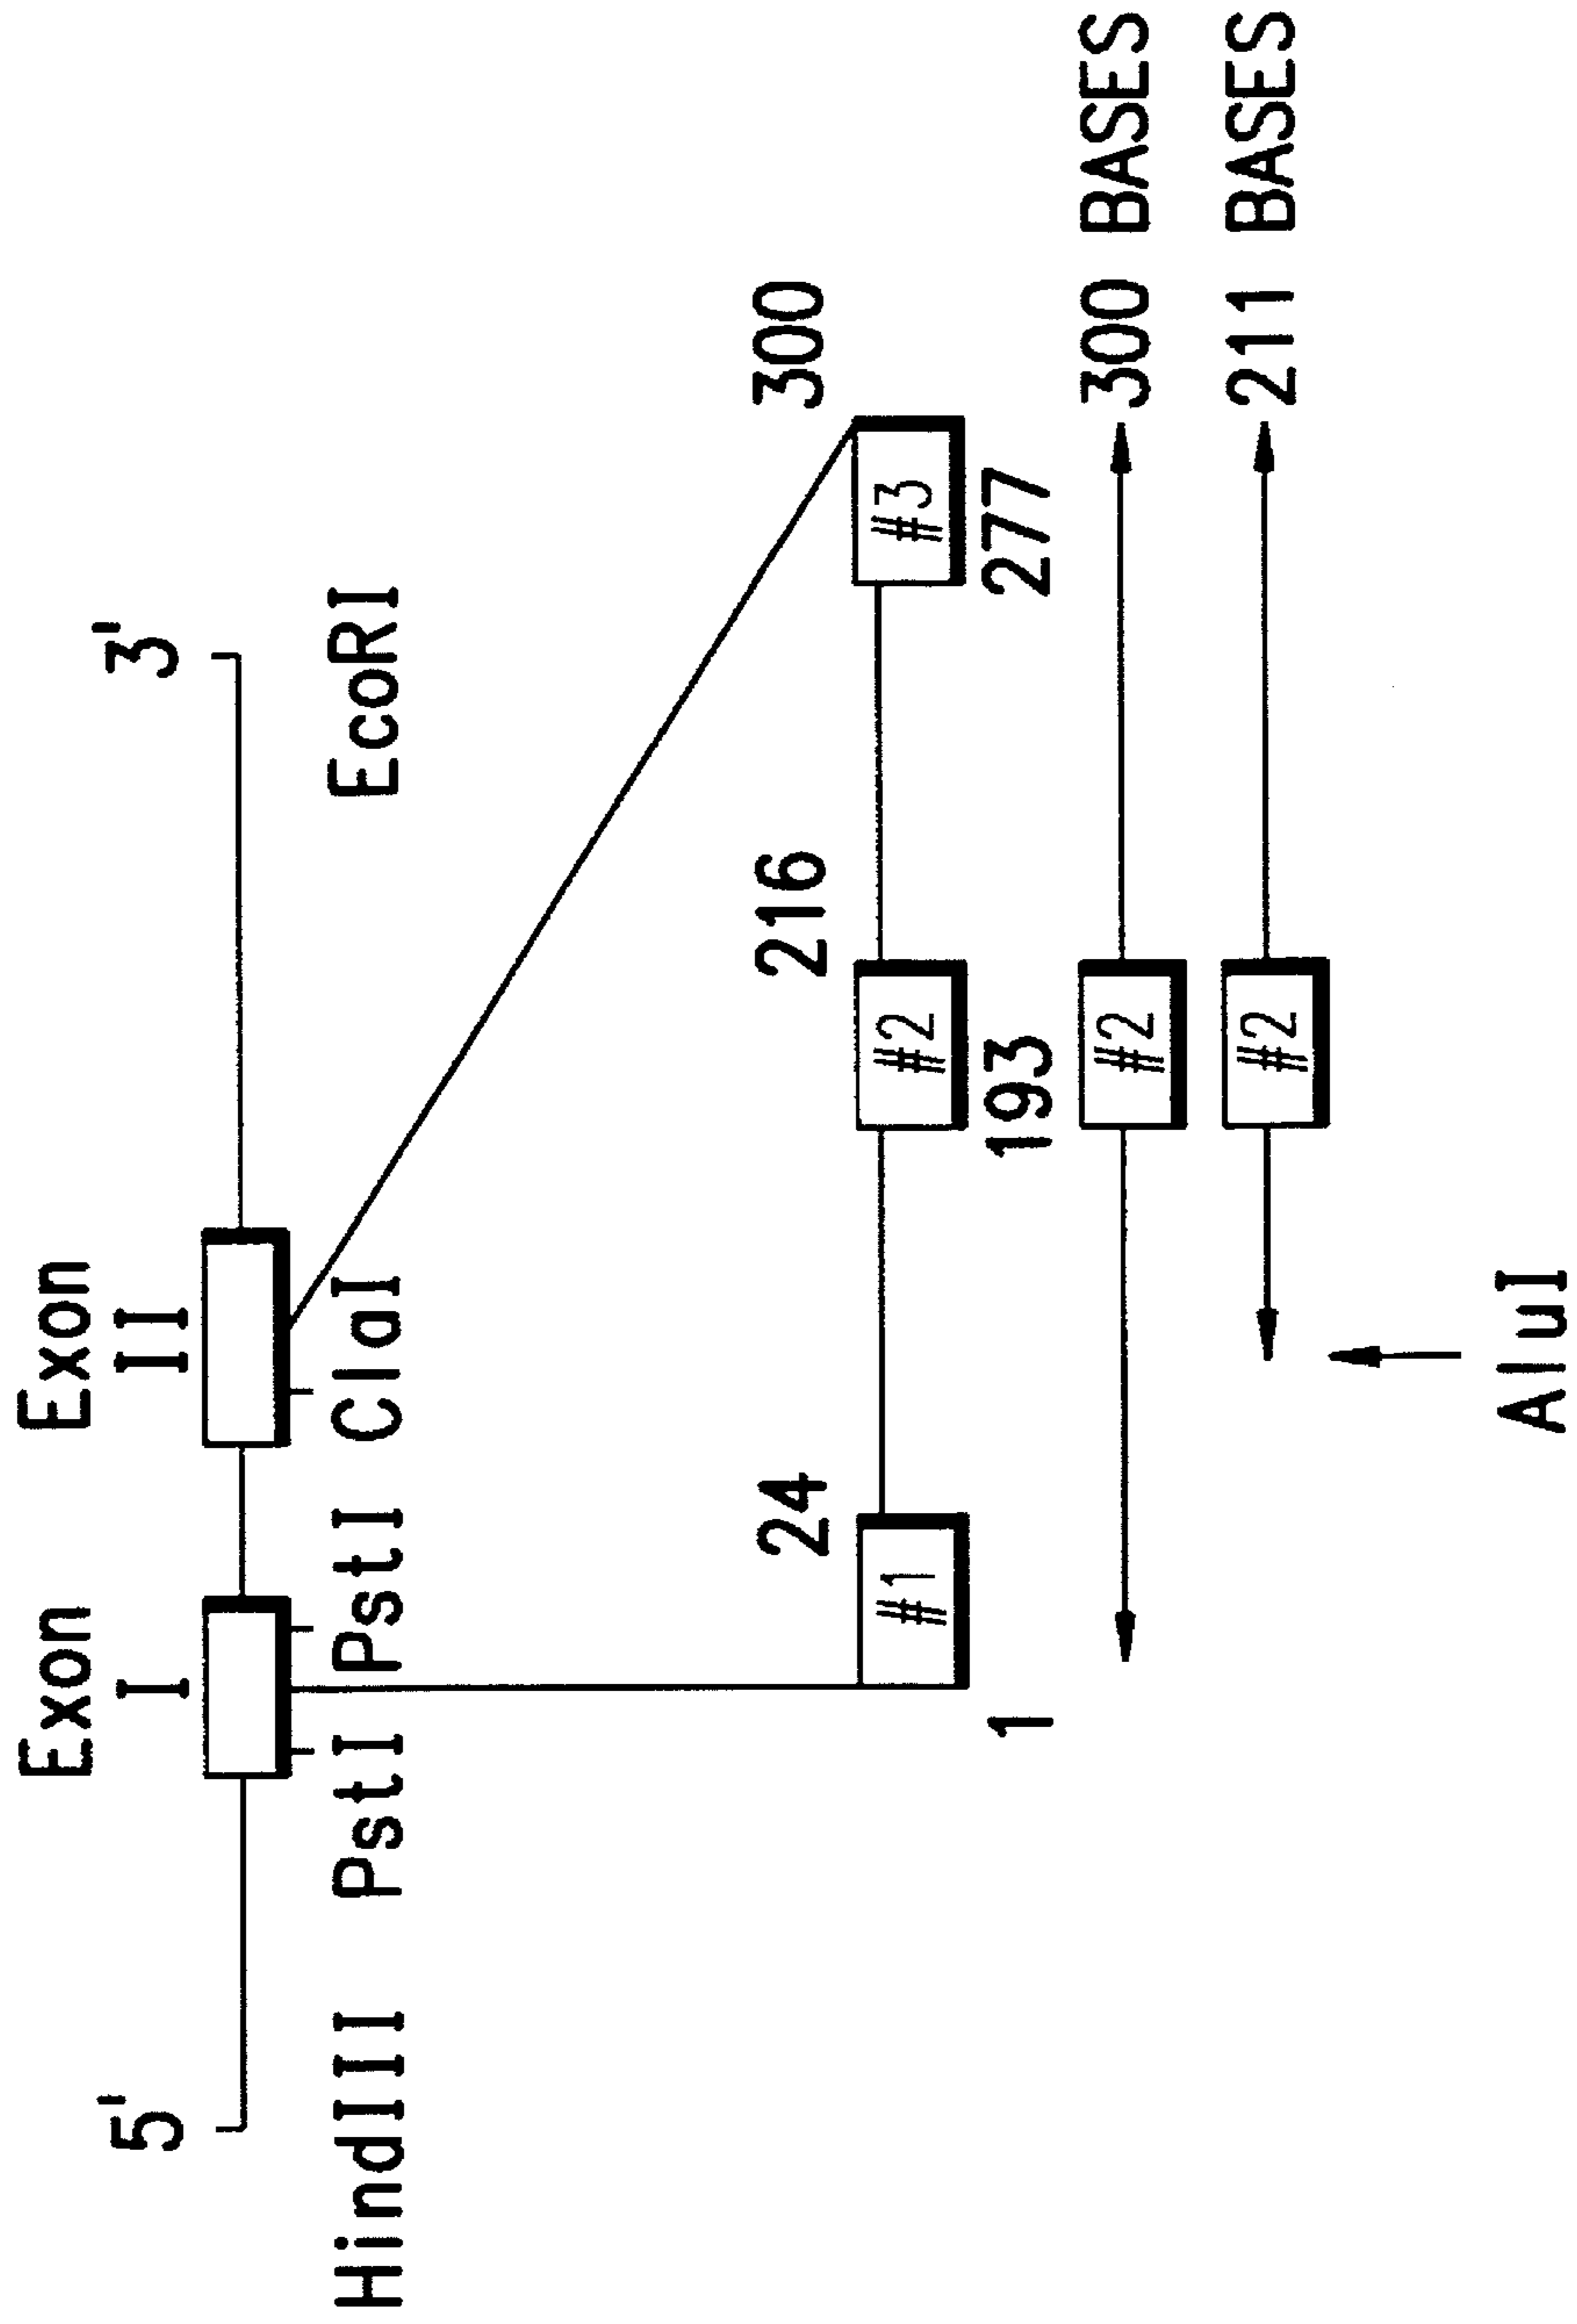 Exon Exon
I II
5' 3'
HindIII PstI PstI ClaI EcoRI
24 216 300
#1 #2 #3
1 193 277
#2 300 BASES
#2 211 BASES
AluI